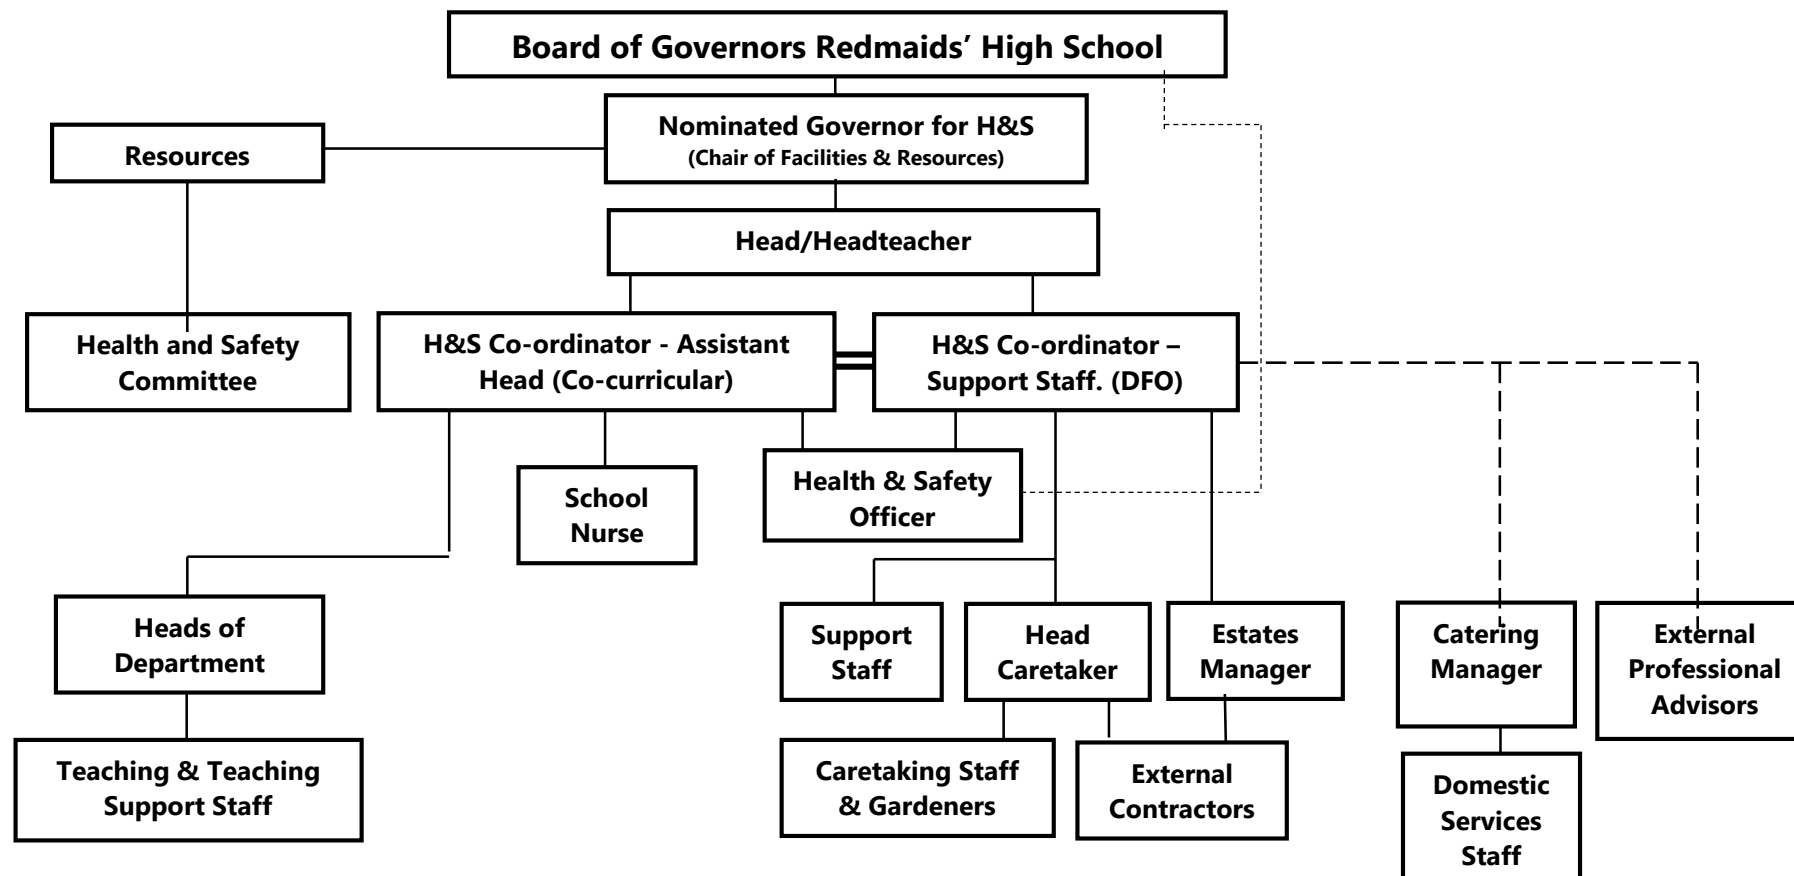 Board of Governors Redmaids’ High School
Nominated Governor for H&S
(Chair of Facilities & Resources)
Resources
Head/Headteacher
Health and Safety
Committee
H&S Co-ordinator - Assistant
Head (Co-curricular)
H&S Co-ordinator –
Support Staff. (DFO)
School
Nurse
Health & Safety
Officer
Heads of
Department
Support
Staff
Head
Caretaker
Estates
Manager
Catering
Manager
External
Professional
Advisors
Teaching & Teaching
Support Staff
Caretaking Staff
& Gardeners
External
Contractors
Domestic
Services
Staff